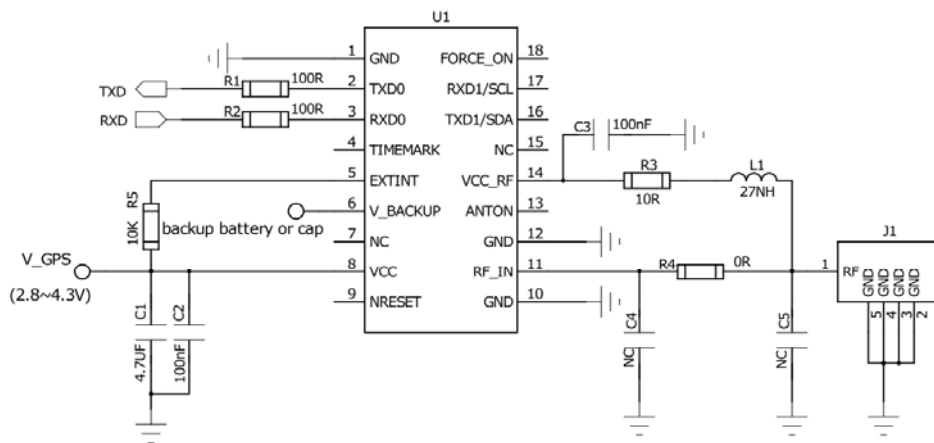 U1
1 GND FORCE_ON 18
TXD R1 100R 2 TXD0 RXD1/SCL 17
RXD R2 100R 3 RXD0 TXD1/SDA 16
C3 100nF
4 TIMEMARK NC 15
5 EXTINT VCC_RF 14 R3 10R L1 27NH
R5 10K
6 V_BACKUP ANTON 13
backup battery or cap
7 NC GND 12
J1
V_GPS 8 VCC RF_IN 11 R4 0R 1 RF
(2.8~4.3V)
9 NRESET GND 10
GND GND GND GND
5 4 3 2
C1 4.7UF C2 100nF
C4 NC C5 NC